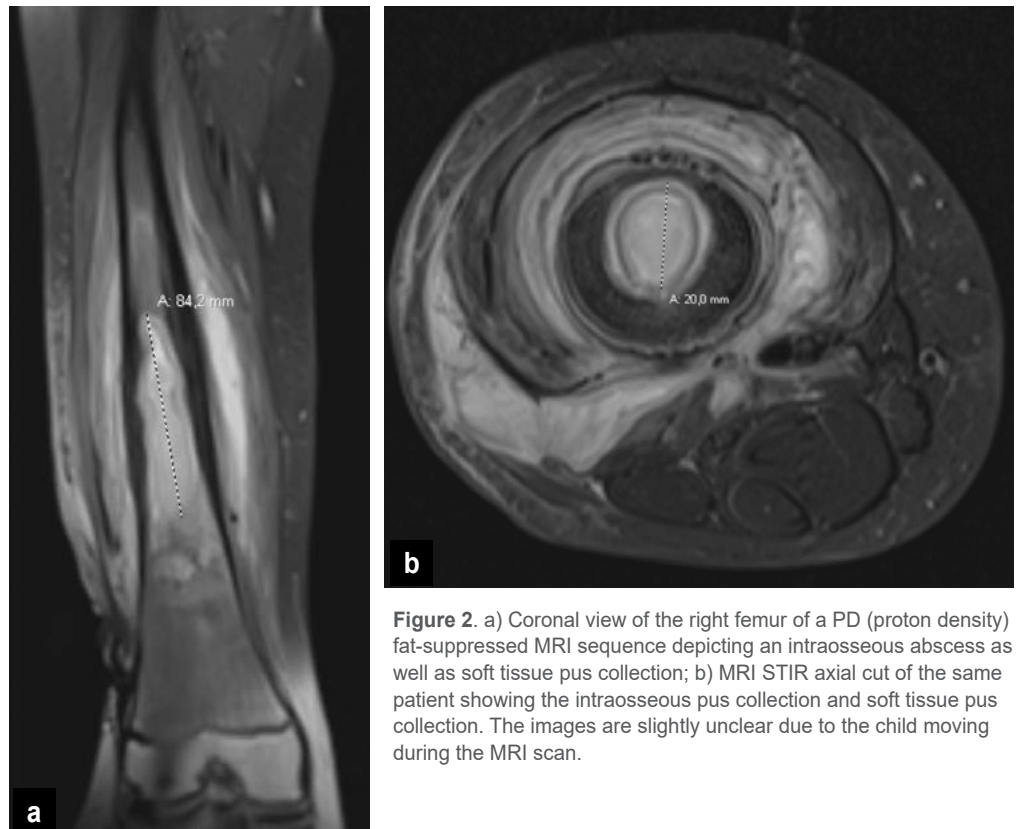 A: 84,2 mm
a
A: 20,0 mm
b
Figure 2. a) Coronal view of the right femur of a PD (proton density)
fat-suppressed MRI sequence depicting an intraosseous abscess as
well as soft tissue pus collection; b) MRI STIR axial cut of the same
patient showing the intraosseous pus collection and soft tissue pus
collection. The images are slightly unclear due to the child moving
during the MRI scan.